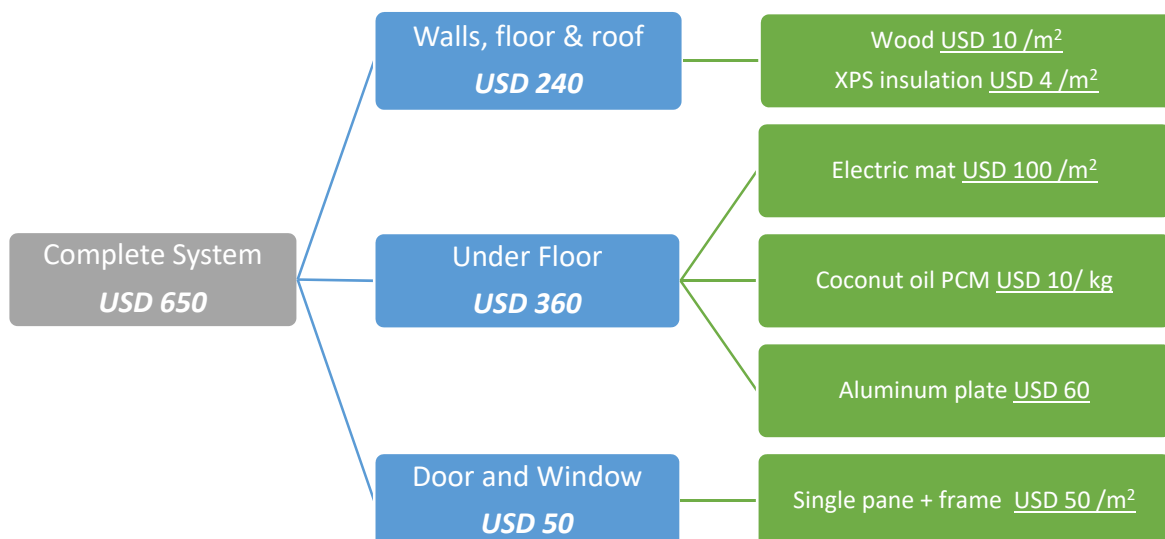 Complete System
USD 650
Walls, floor & roof
USD 240
Under Floor
USD 360
Door and Window
USD 50
Wood USD 10 /m²
XPS insulation USD 4 /m²
Electric mat USD 100 /m²
Coconut oil PCM USD 10/ kg
Aluminum plate USD 60
Single pane + frame USD 50 /m²